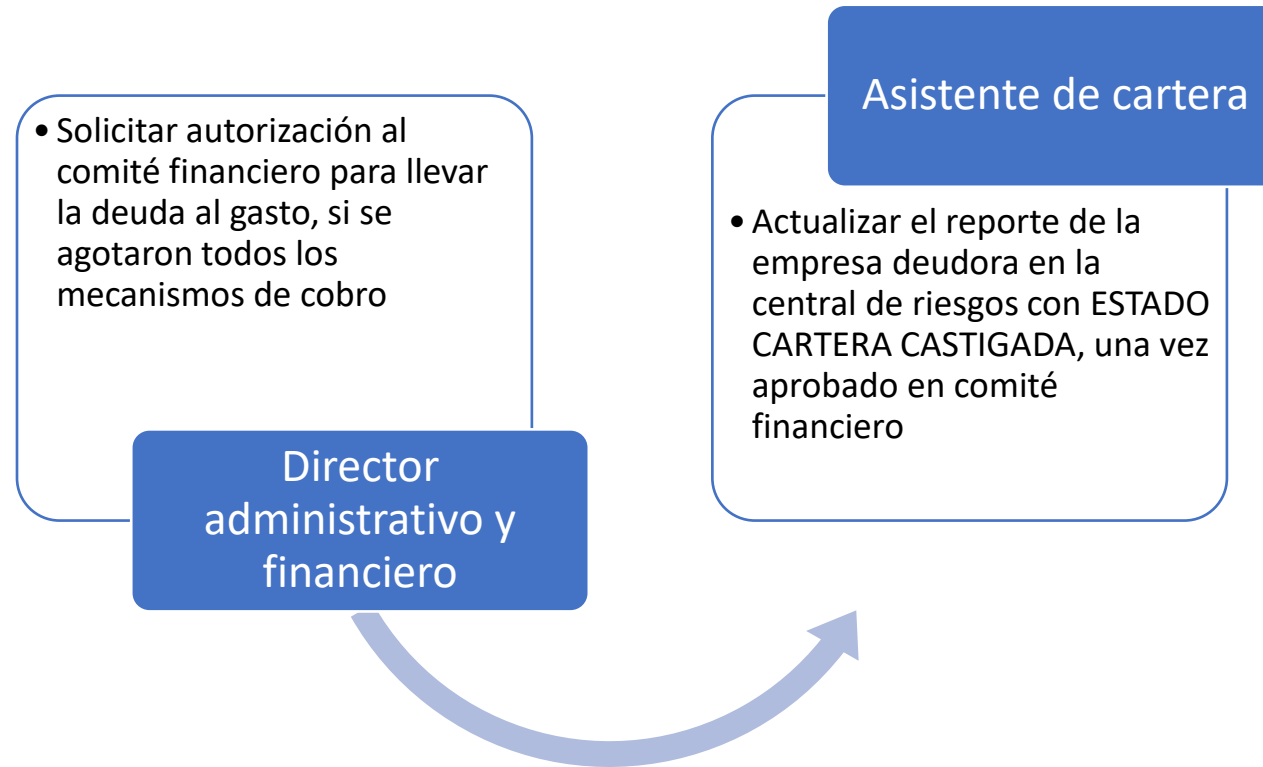 • Solicitar autorización al
comité financiero para llevar
la deuda al gasto, si se
agotaron todos los
mecanismos de cobro
Director
administrativo y
financiero
Asistente de cartera
• Actualizar el reporte de la
empresa deudora en la
central de riesgos con ESTADO
CARTERA CASTIGADA, una vez
aprobado en comité
financiero